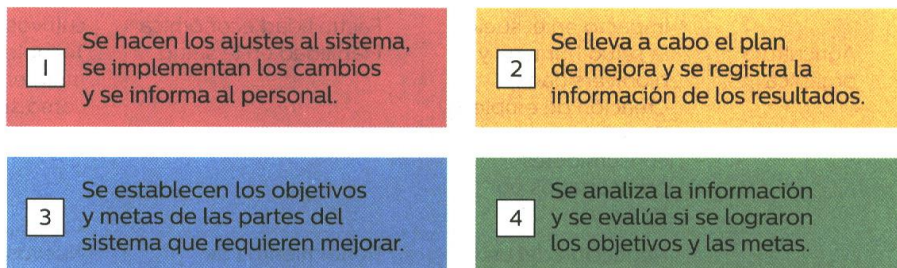 1
Se hacen los ajustes al sistema,
se implementan los cambios
y se informa al personal.
2
Se lleva a cabo el plan
de mejora y se registra la
información de los resultados.
3
Se establecen los objetivos
y metas de las partes del
sistema que requieren mejorar.
4
Se analiza la información
y se evalúa si se lograron
los objetivos y las metas.